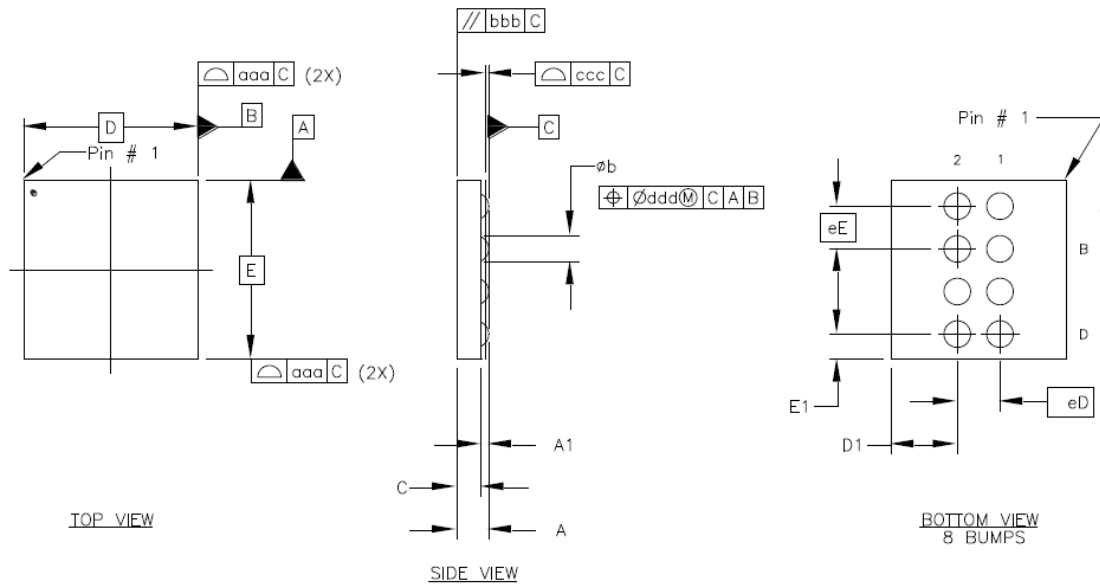 // bbb C
aaa C (2X)
ccc C
D
B
A
C
Pin # 1
Pin # 1
øb
Øddd Ⓜ C A B
2 1
eE
B
E
D
aaa C (2X)
E1
eD
D1
A1
C
A
TOP VIEW
BOTTOM VIEW
8 BUMPS
SIDE VIEW